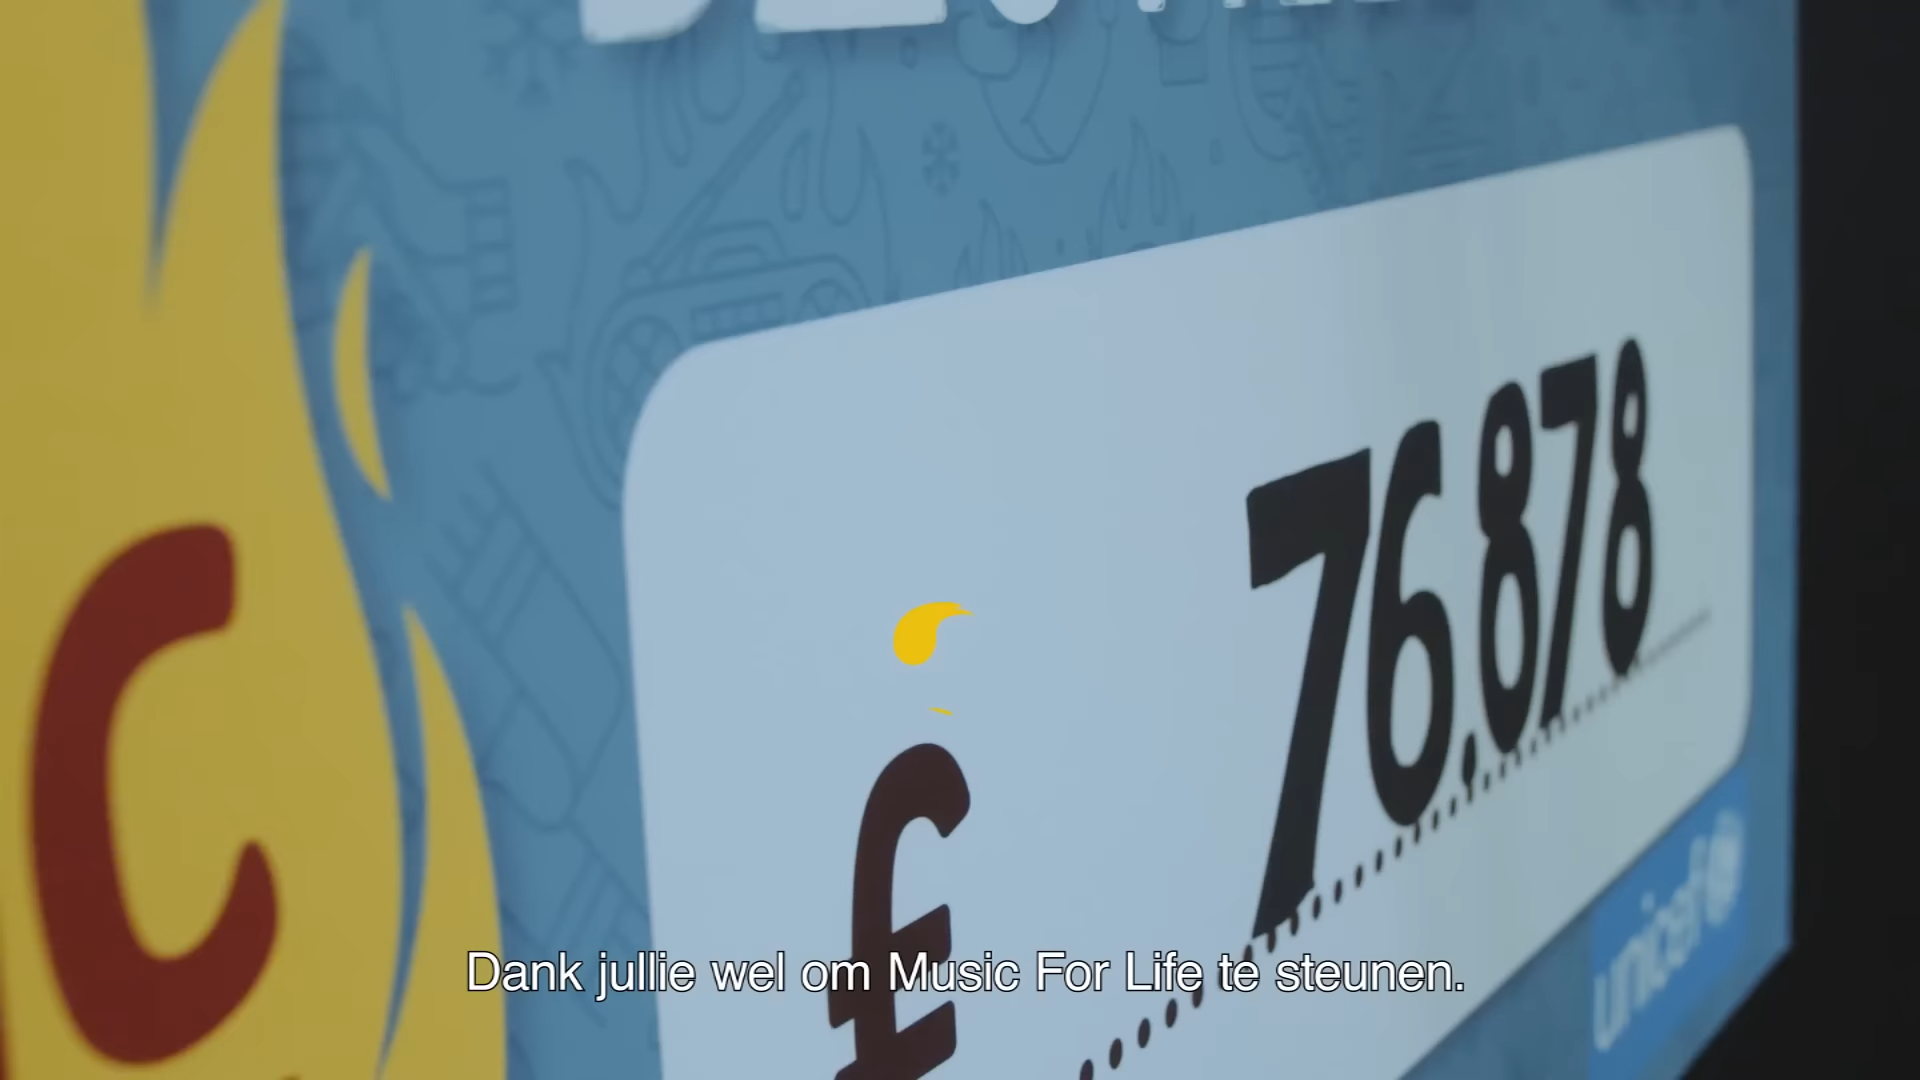 C
76.878
£
unicef
Dank jullie wel om Music For Life te steunen.